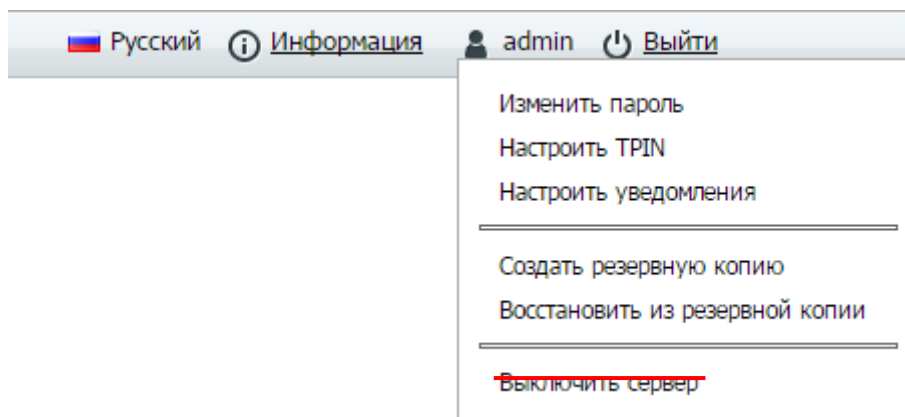 Русский Информация admin Выйти
Изменить пароль
Настроить TPIN
Настроить уведомления
Создать резервную копию
Восстановить из резервной копии
Выключить сервер